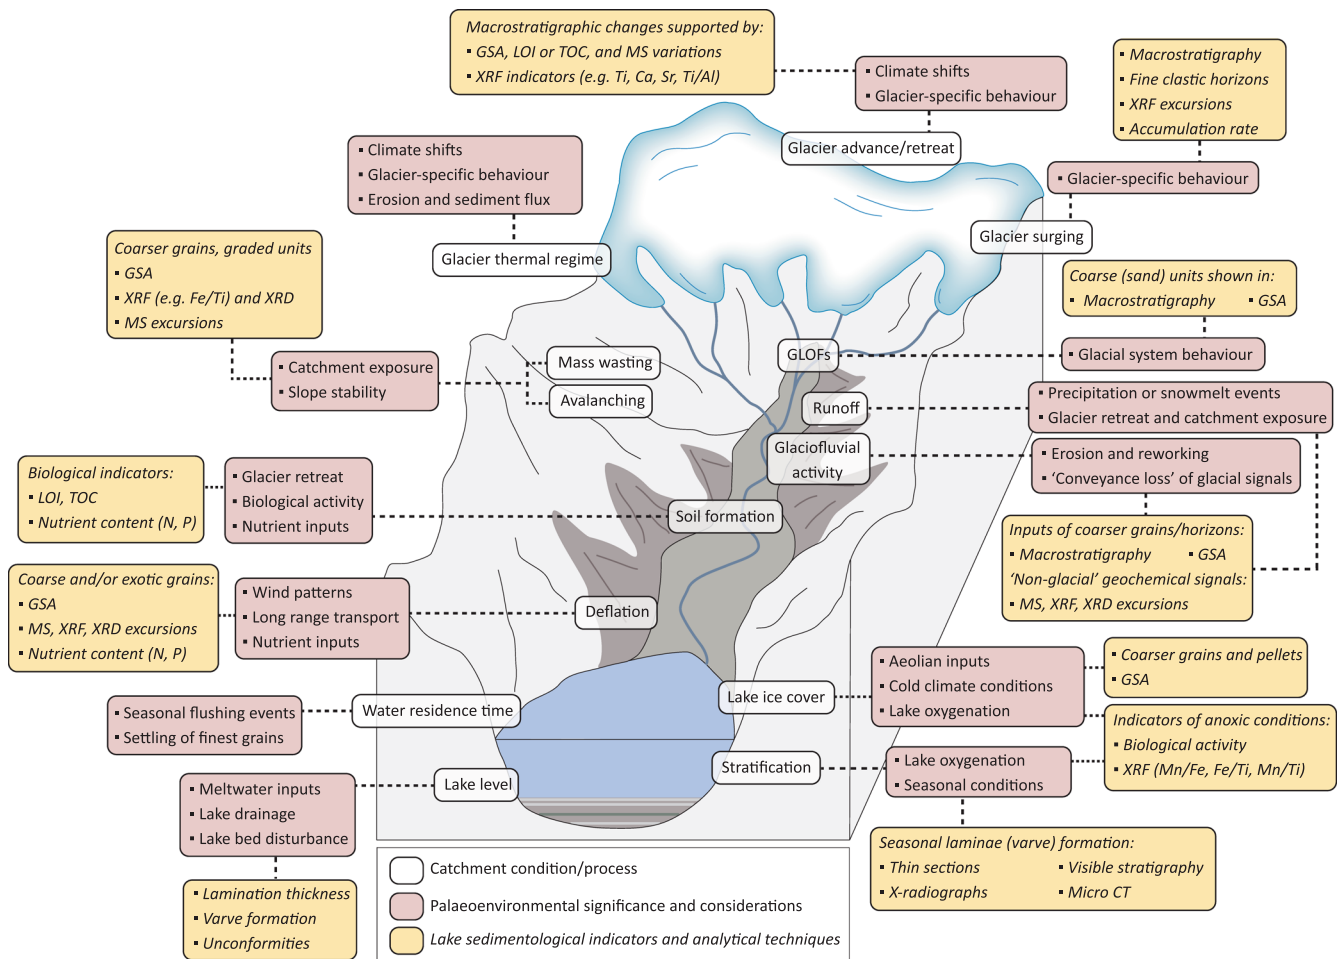 Macrostratigraphic changes supported by:
▪ GSA, LOI or TOC, and MS variations
▪ XRF indicators (e.g. Ti, Ca, Sr, Ti/Al)
▪ Climate shifts
▪ Glacier-specific behaviour
Glacier advance/retreat
▪ Macrostratigraphy
▪ Fine clastic horizons
▪ XRF excursions
▪ Accumulation rate
▪ Glacier-specific behaviour
Glacier surging
▪ Climate shifts
▪ Glacier-specific behaviour
▪ Erosion and sediment flux
Glacier thermal regime
Coarser grains, graded units
▪ GSA
▪ XRF (e.g. Fe/Ti) and XRD
▪ MS excursions
▪ Catchment exposure
▪ Slope stability
Mass wasting
Avalanching
Coarse (sand) units shown in:
▪ Macrostratigraphy ▪ GSA
▪ Glacial system behaviour
GLOFs
Runoff
▪ Precipitation or snowmelt events
▪ Glacier retreat and catchment exposure
Glaciofluvial
activity
▪ Erosion and reworking
▪ ‘Conveyance loss’ of glacial signals
Inputs of coarser grains/horizons:
▪ Macrostratigraphy ▪ GSA
‘Non-glacial’ geochemical signals:
▪ MS, XRF, XRD excursions
Biological indicators:
▪ LOI, TOC
▪ Nutrient content (N, P)
▪ Glacier retreat
▪ Biological activity
▪ Nutrient inputs
Soil formation
Coarse and/or exotic grains:
▪ GSA
▪ MS, XRF, XRD excursions
▪ Nutrient content (N, P)
▪ Wind patterns
▪ Long range transport
▪ Nutrient inputs
Deflation
Lake ice cover
▪ Aeolian inputs
▪ Cold climate conditions
▪ Lake oxygenation
▪ Coarser grains and pellets
▪ GSA
Indicators of anoxic conditions:
▪ Biological activity
▪ XRF (Mn/Fe, Fe/Ti, Mn/Ti)
▪ Seasonal flushing events
▪ Settling of finest grains
Water residence time
Stratification
▪ Lake oxygenation
▪ Seasonal conditions
Seasonal laminae (varve) formation:
▪ Thin sections ▪ Visible stratigraphy
▪ X-radiographs ▪ Micro CT
▪ Meltwater inputs
▪ Lake drainage
▪ Lake bed disturbance
Lake level
▪ Lamination thickness
▪ Varve formation
▪ Unconformities
Catchment condition/process
Palaeoenvironmental significance and considerations
Lake sedimentological indicators and analytical techniques